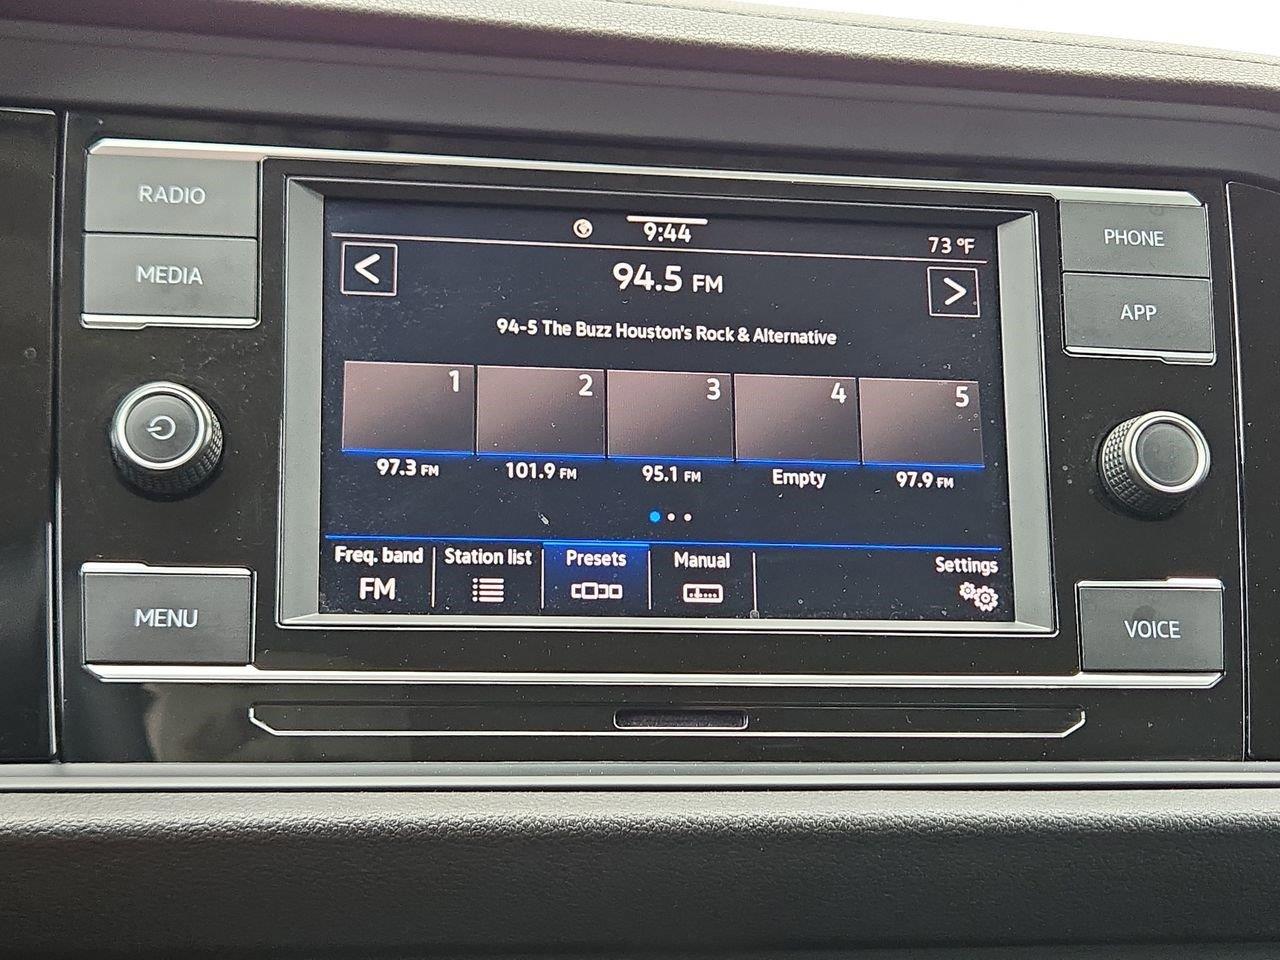 RADIO
MEDIA
MENU
9:44
73 °F
<
94.5 FM
>
94-5 The Buzz Houston's Rock & Alternative
1 2 3 4 5
97.3 FM 101.9 FM 95.1 FM Empty 97.9 FM
Freq. band Station list Presets Manual Settings
FM
PHONE
APP
VOICE